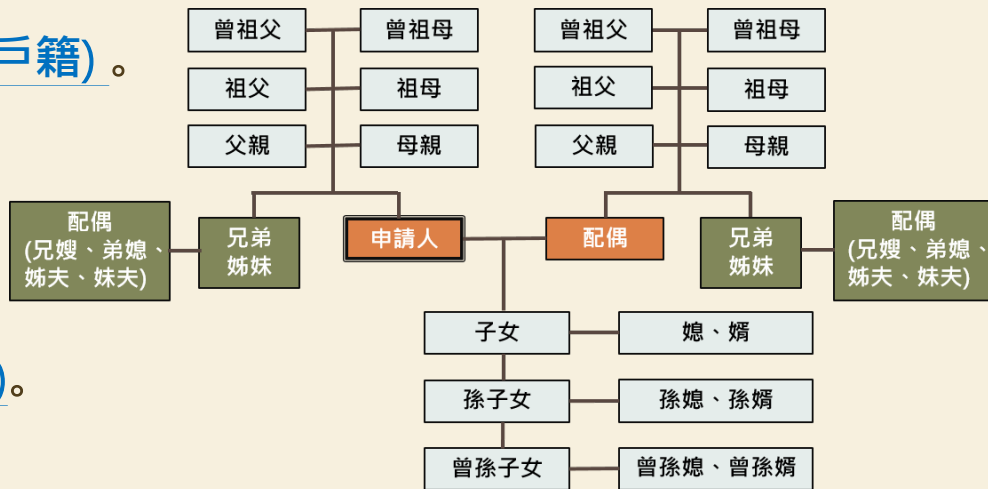 戶籍)。
曾祖父
曾祖母
曾祖父
曾祖母
祖父
祖母
祖父
祖母
父親
母親
父親
母親
配偶
(兄嫂、弟媳、
姊夫、妹夫)
兄弟
姊妹
申請人
配偶
兄弟
姊妹
配偶
(兄嫂、弟媳、
姊夫、妹夫)
子女
媳、婿
)。
孫子女
孫媳、孫婿
曾孫子女
曾孫媳、曾孫婿